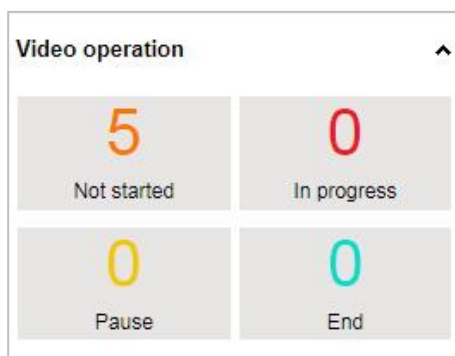 Video operation
5 0
Not started In progress
0 0
Pause End